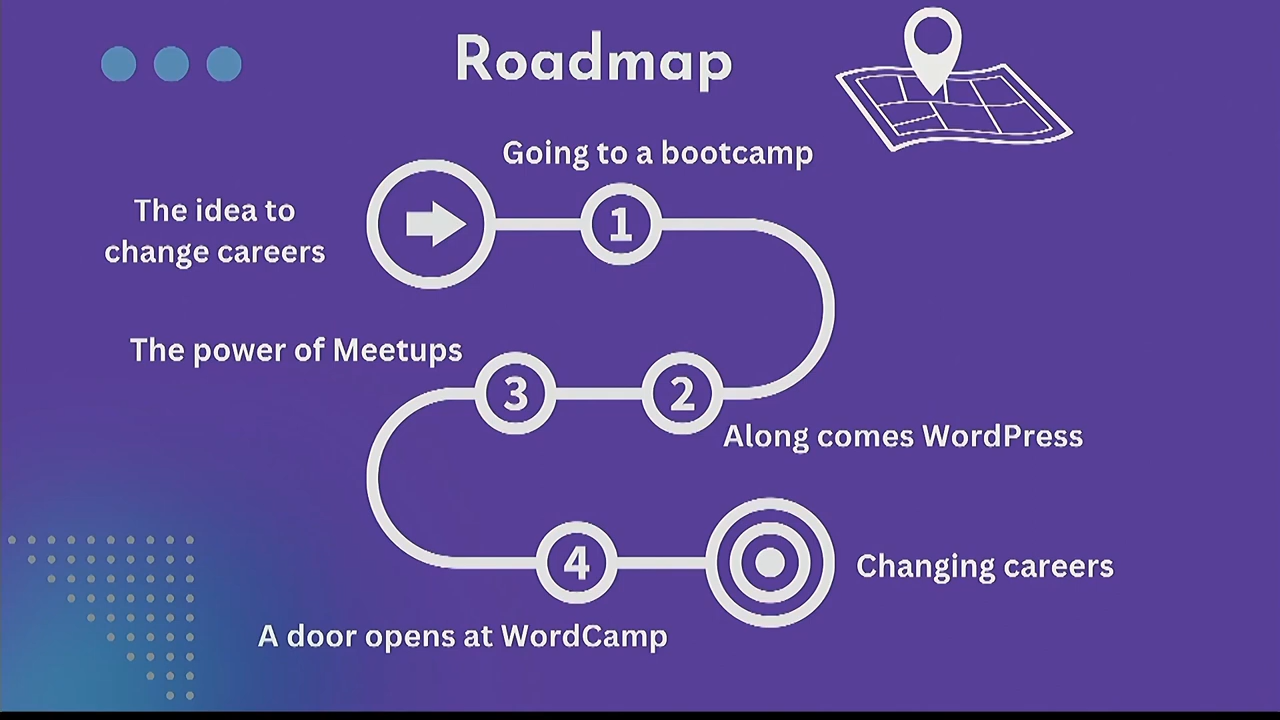 Roadmap
Going to a bootcamp
The idea to
change careers
1
The power of Meetups
3
2
Along comes WordPress
4
Changing careers
A door opens at WordCamp